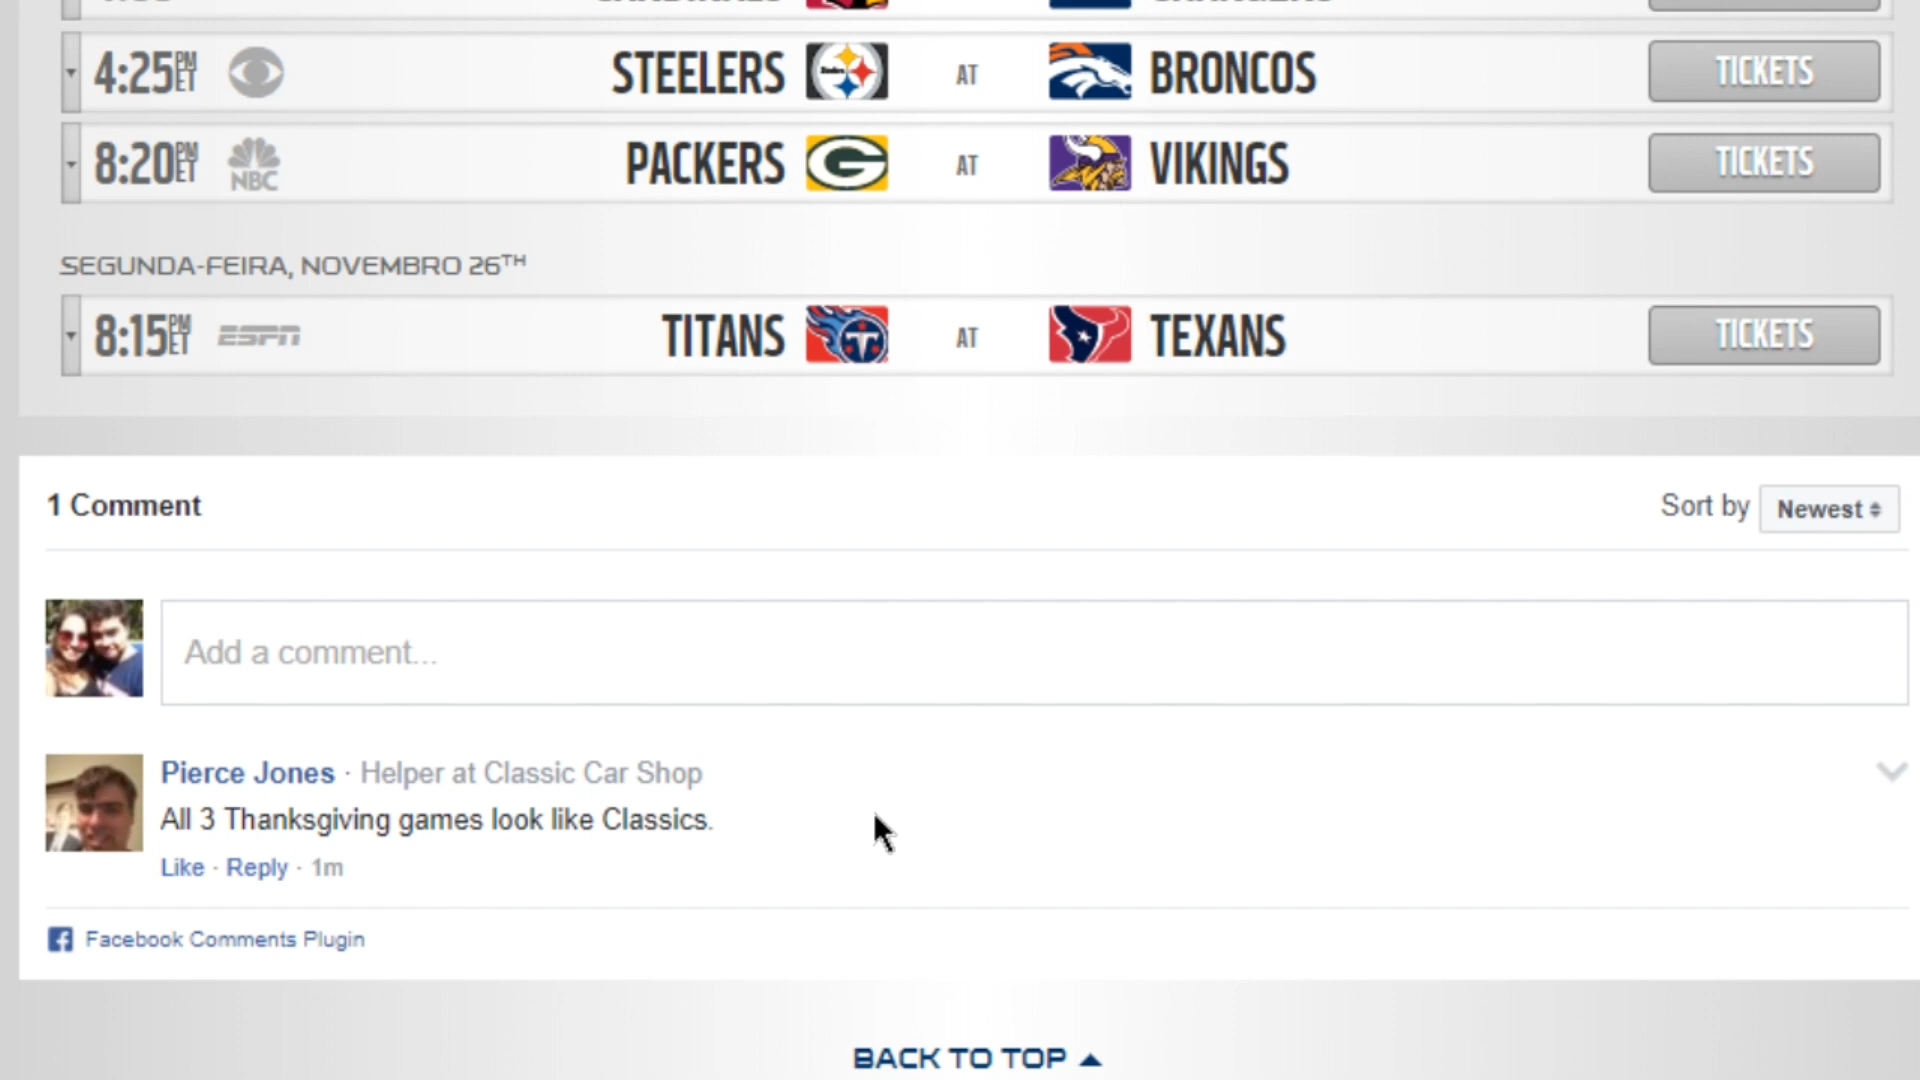 4:25 PM ET STEELERS Steelers AT BRONCOS TICKETS
8:20 PM ET NBC PACKERS G AT VIKINGS TICKETS
SEGUNDA-FEIRA, NOVEMBRO 26TH
8:15 PM ET ESPN TITANS T AT TEXANS TICKETS
1 Comment Sort by Newest
Add a comment...
Pierce Jones · Helper at Classic Car Shop
All 3 Thanksgiving games look like Classics.
Like · Reply · 1m
f Facebook Comments Plugin
BACK TO TOP